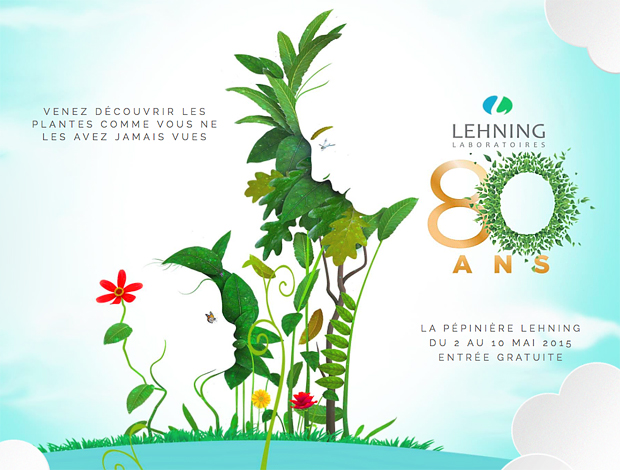 VENEZ DÉCOUVRIR LES
PLANTES COMME VOUS NE
LES AVEZ JAMAIS VUES
LEHNING
LABORATOIRES
80
ANS
LA PÉPINIÈRE LEHNING
DU 2 AU 10 MAI 2015
ENTRÉE GRATUITE